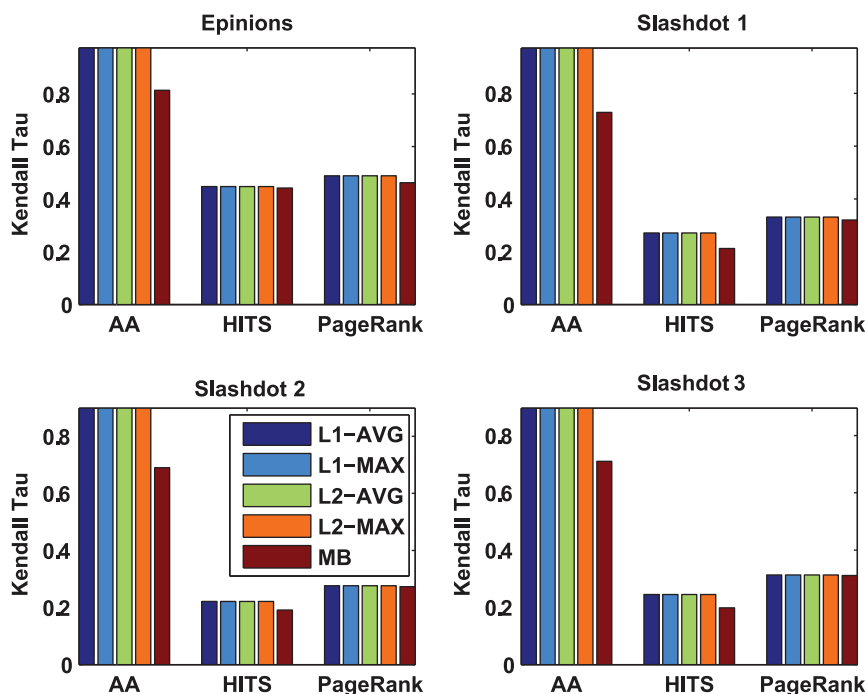 Epinions
Kendall Tau
0.8
0.6
0.4
0.2
0
AA HITS PageRank
Slashdot 1
Kendall Tau
0.8
0.6
0.4
0.2
0
AA HITS PageRank
Slashdot 2
Kendall Tau
0.8
0.6
0.4
0.2
0
L1−AVG
L1−MAX
L2−AVG
L2−MAX
MB
AA HITS PageRank
Slashdot 3
Kendall Tau
0.8
0.6
0.4
0.2
0
AA HITS PageRank